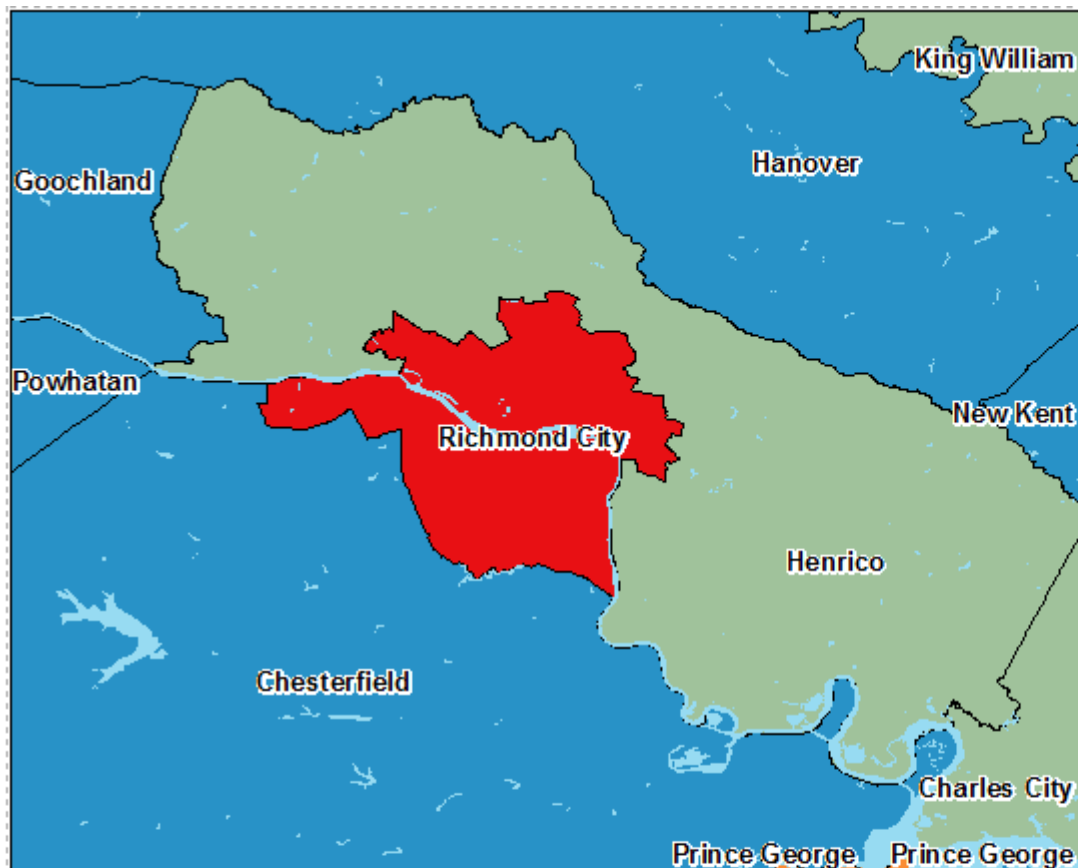 King William
Hanover
Goochland
Powhatan
New Kent
Richmond City
Henrico
Chesterfield
Charles City
Prince George
Prince George